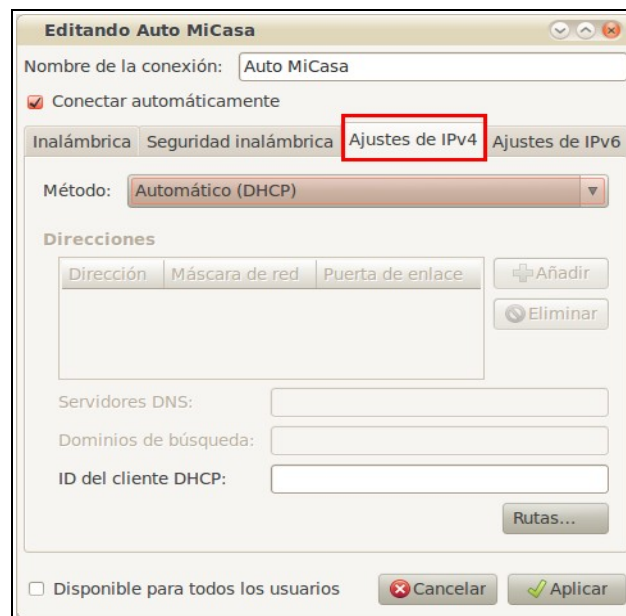 Editando Auto MiCasa
Nombre de la conexión: Auto MiCasa
Conectar automáticamente
Inalámbrica Seguridad inalámbrica Ajustes de IPv4 Ajustes de IPv6
Método: Automático (DHCP)
Direcciones
Dirección Máscara de red Puerta de enlace Añadir
Eliminar
Servidores DNS:
Dominios de búsqueda:
ID del cliente DHCP:
Rutas...
Disponible para todos los usuarios Cancelar Aplicar